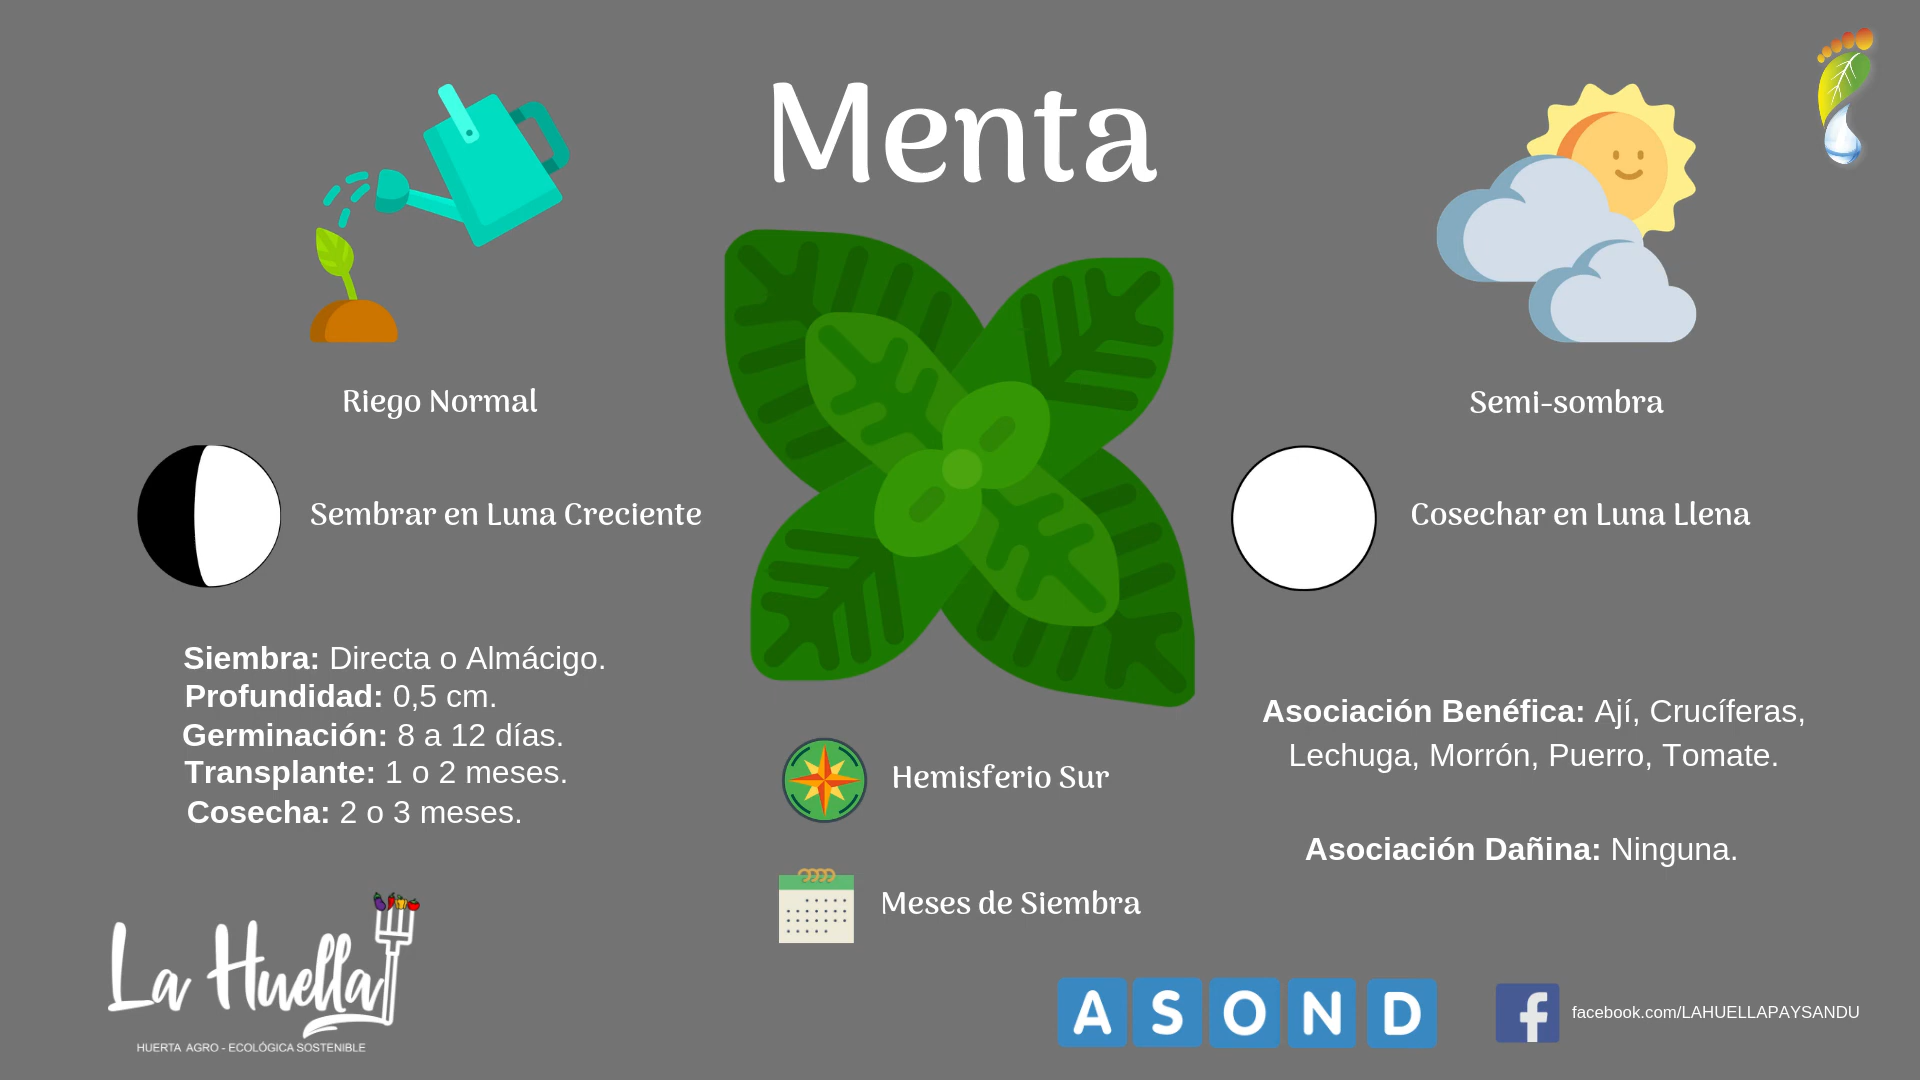 Menta
Riego Normal
Semi-sombra
Sembrar en Luna Creciente
Cosechar en Luna Llena
Siembra: Directa o Almácigo.
Profundidad: 0,5 cm.
Germinación: 8 a 12 días.
Transplante: 1 o 2 meses.
Cosecha: 2 o 3 meses.
Asociación Benéfica: Ají, Crucíferas,
Lechuga, Morrón, Puerro, Tomate.
Asociación Dañina: Ninguna.
Hemisferio Sur
Meses de Siembra
A S O N D
La Huella
HUERTA AGRO - ECOLÓGICA SOSTENIBLE
f facebook.com/LAHUELLAPAYSANDU